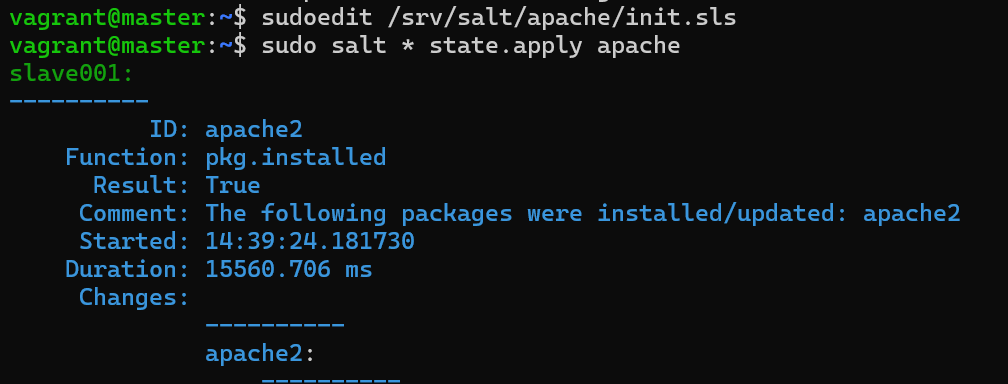 vagrant@master:~$ sudoedit /srv/salt/apache/init.sls
vagrant@master:~$ sudo salt * state.apply apache
slave001:
----------
          ID: apache2
    Function: pkg.installed
      Result: True
     Comment: The following packages were installed/updated: apache2
     Started: 14:39:24.181730
    Duration: 15560.706 ms
     Changes:
              ----------
              apache2:
                  ----------